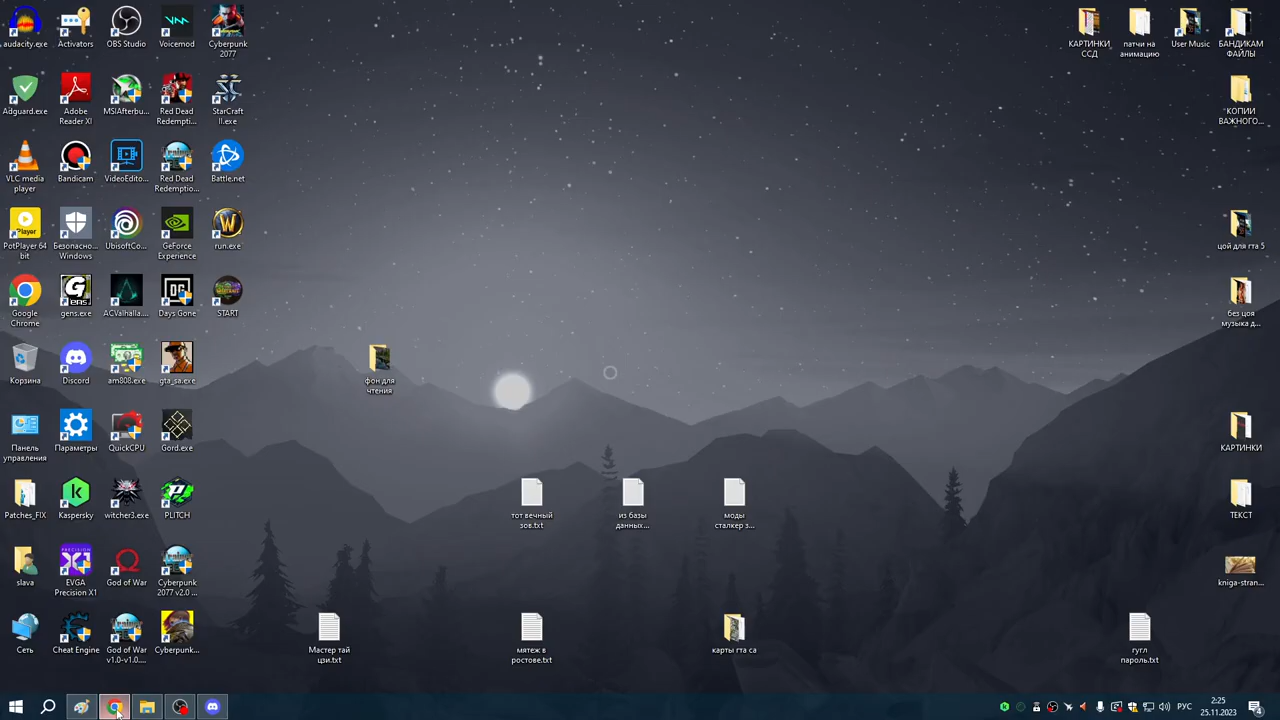 audacity.exe
Activators
OBS Studio
Voicemod
Cyberpunk
2077
КАРТИНКИ
ССД
патчи на
анимацию
User Music
БАНДИКАМ
ФАЙЛЫ
Adguard.exe
Adobe
Reader XI
MSIAfterbu...
Red Dead
Redempti...
StarCraft
II.exe
КОПИИ
ВАЖНОГО...
VLC media
player
Bandicam
VideoEdito...
Red Dead
Redemptio...
Battle.net
PotPlayer 64
bit
Безопасно...
Windows
UbisoftCo...
GeForce
Experience
run.exe
цой для гта 5
Google
Chrome
gens.exe
ACValhalla....
Days Gone
START
без цоя
музыка д...
Корзина
Discord
am808.exe
gta_sa.exe
фон для
чтения
Панель
управления
Параметры
QuickCPU
Gord.exe
КАРТИНКИ
Patches_FIX
Kaspersky
witcher3.exe
PLITCH
тот вечный
зов.txt
из базы
данных...
моды
сталкер з...
ТЕКСТ
slava
EVGA
Precision X1
God of War
Cyberpunk
2077 v2.0 ...
kniga-stran...
Сеть
Cheat Engine
God of War
v1.0-v1.0....
Cyberpunk...
Мастер тай
цзи.txt
мятеж в
ростове.txt
карты гта са
гугл
пароль.txt
РУС
2:25
25.11.2023